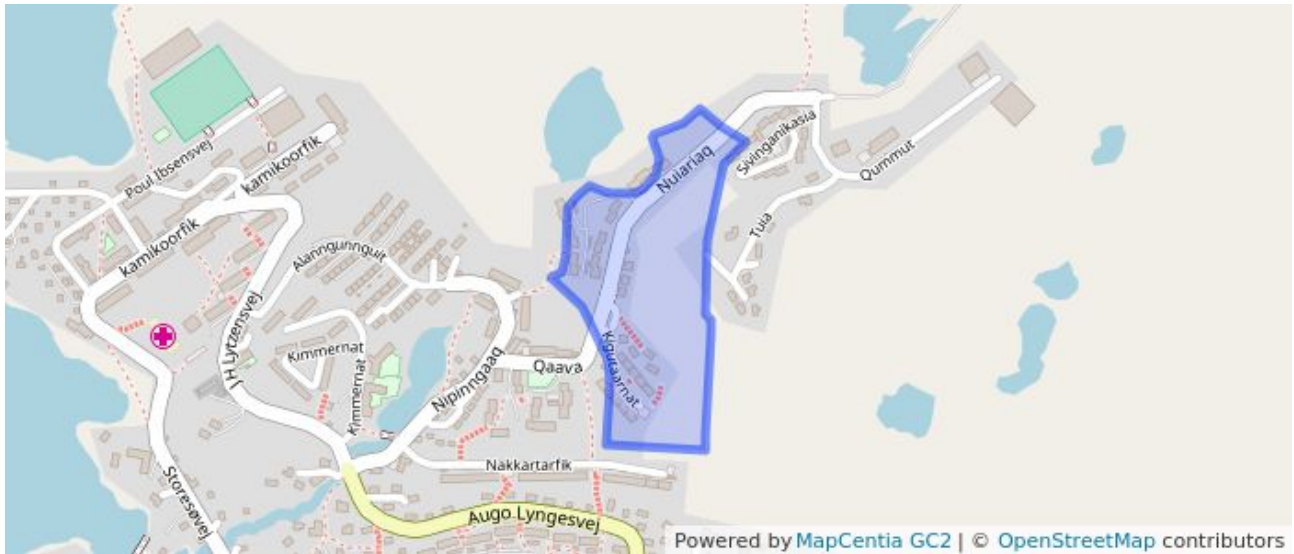 Poul Ibsensvej
kamikoorfik
kamikoorfik
Alanngunnguit
J H Lytzensvej
Kimmernat
Kimmernat
Nipinngaaq
Qaava
Kigutaarnat
Nuiariaq
Sivinganikasia
Qummut
Tuia
Nakkartarfik
Storesøvej
Augo Lyngesvej
Powered by MapCentia GC2 | © OpenStreetMap contributors